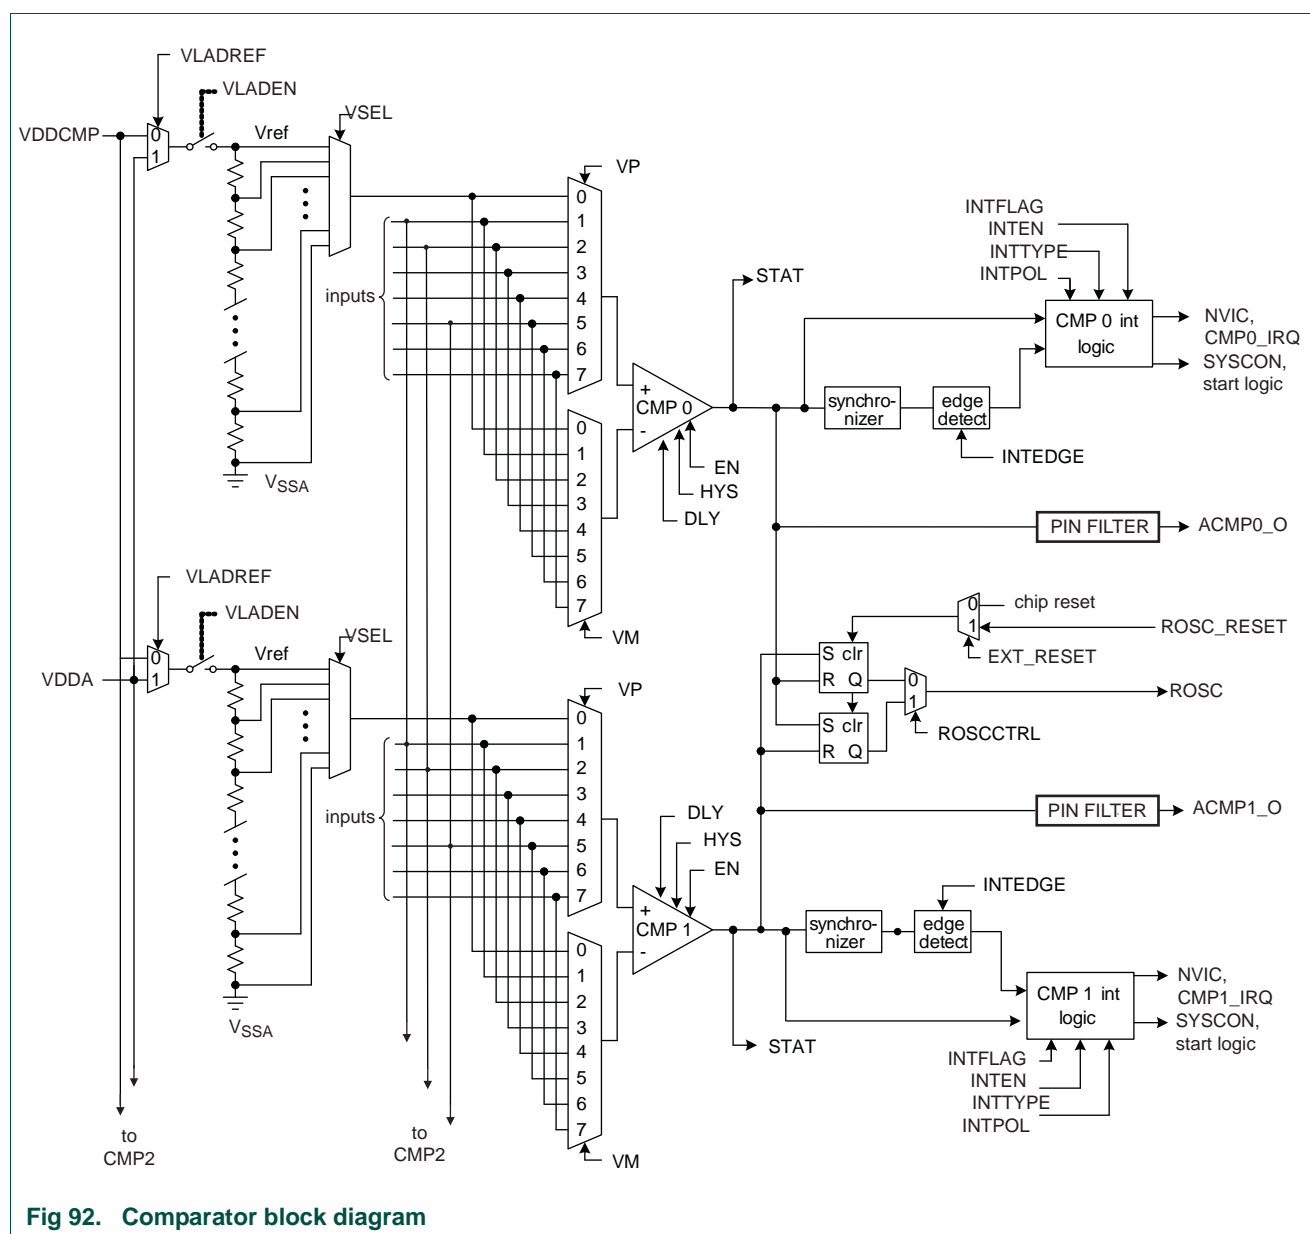 VLADREF
VLADEN
VDDCMP
0
1
Vref
VSEL
VP
0
1
2
3
4
5
6
7
inputs
VSSA
0
1
2
3
4
5
6
7
VM
+
CMP 0
-
EN
HYS
DLY
STAT
INTFLAG
INTEN
INTTYPE
INTPOL
CMP 0 int
logic
NVIC,
CMP0_IRQ
SYSCON,
start logic
synchro-
nizer
edge
detect
INTEDGE
PIN FILTER
ACMP0_O
chip reset
0
1
ROSC_RESET
EXT_RESET
S clr
R Q
S clr
R Q
0
1
ROSC
ROSCCTRL
PIN FILTER
ACMP1_O
VLADREF
VLADEN
VDDA
0
1
Vref
VSEL
VP
0
1
2
3
4
5
6
7
inputs
VSSA
0
1
2
3
4
5
6
7
VM
DLY
HYS
EN
+
CMP 1
-
STAT
synchro-
nizer
edge
detect
INTEDGE
CMP 1 int
logic
NVIC,
CMP1_IRQ
SYSCON,
start logic
INTFLAG
INTEN
INTTYPE
INTPOL
to
CMP2
to
CMP2
Fig 92. Comparator block diagram